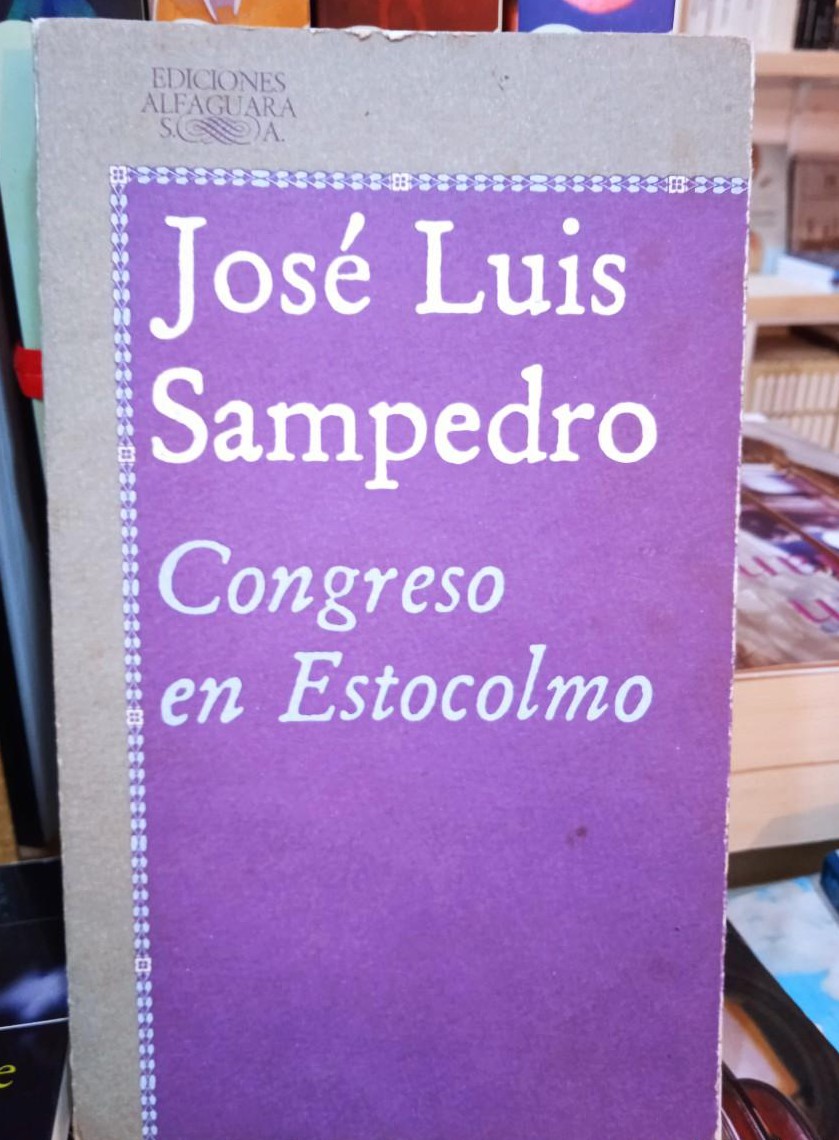 EDICIONES
ALFAGUARA
S. A.
José Luis
Sampedro
Congreso
en Estocolmo